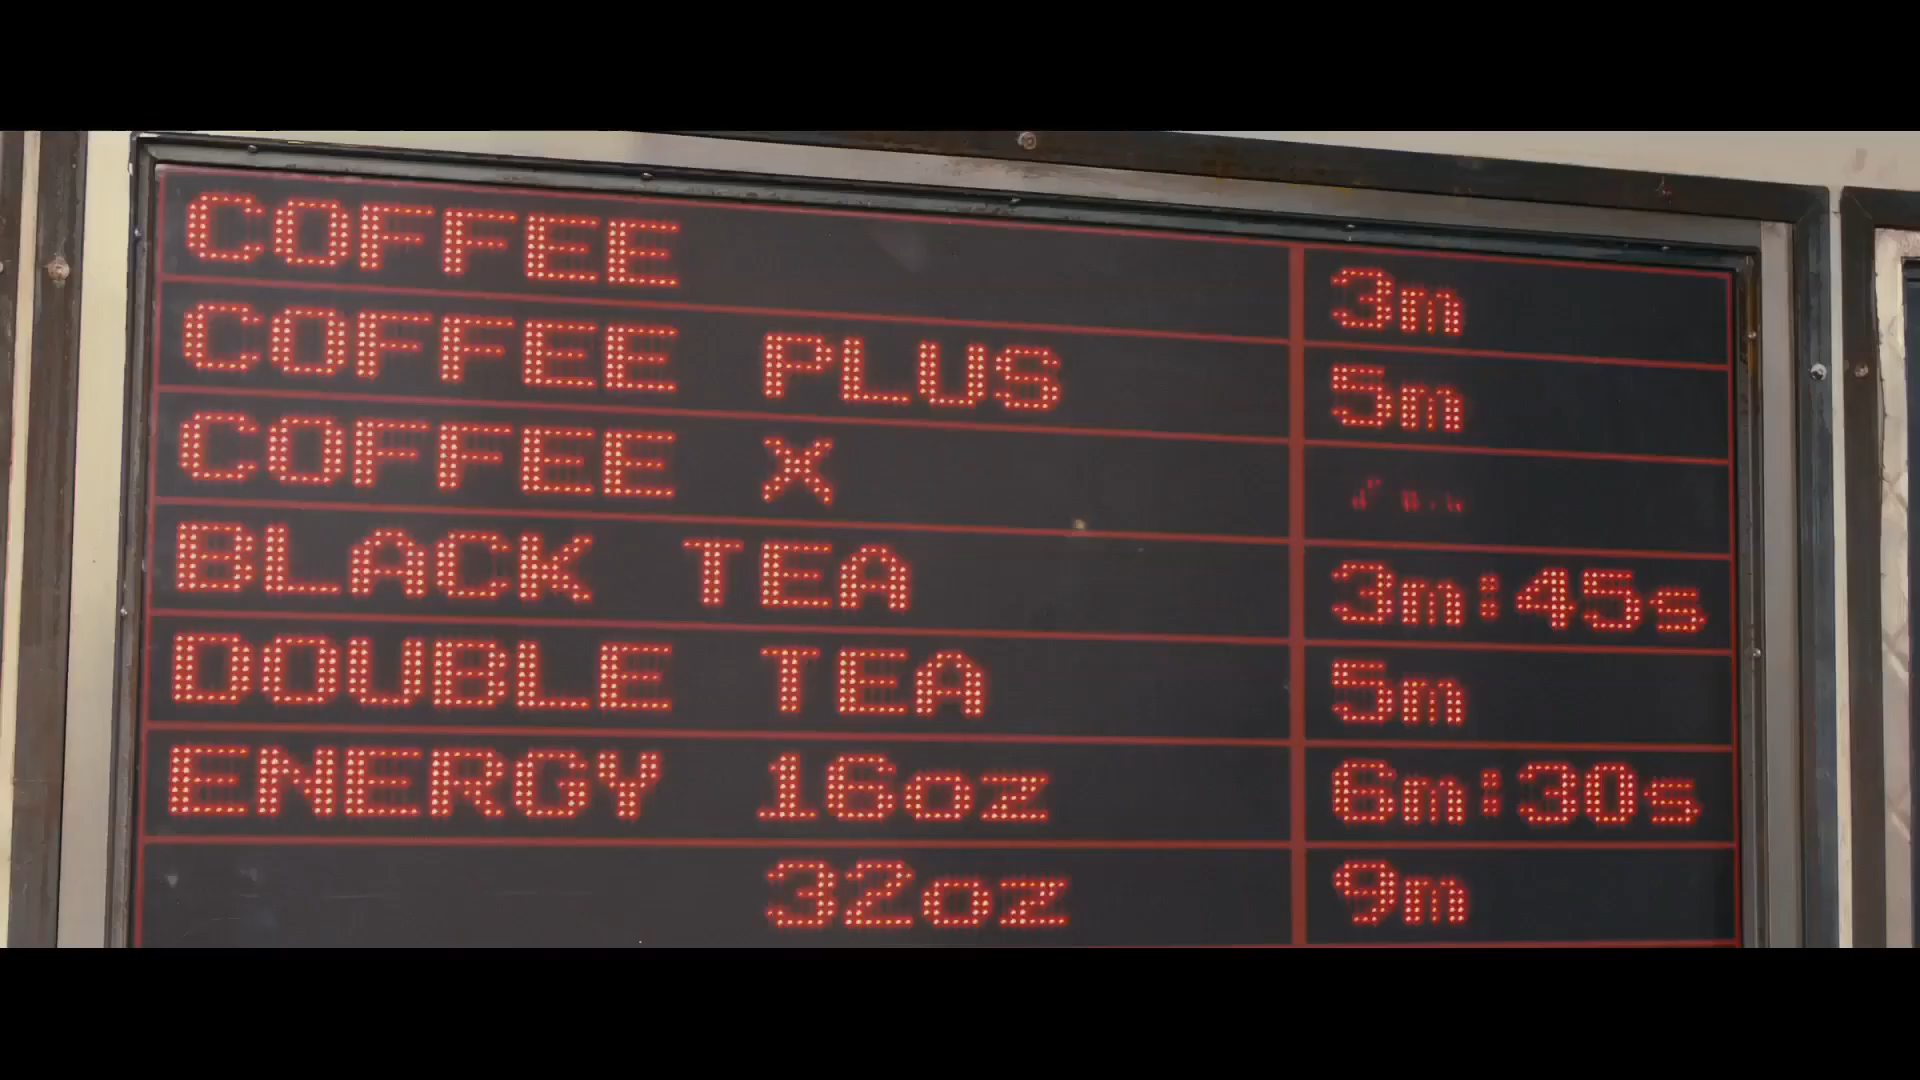 COFFEE 3m
COFFEE PLUS 5m
COFFEE X
BLACK TEA 3m:45s
DOUBLE TEA 5m
ENERGY 16oz 6m:30s
32oz 9m